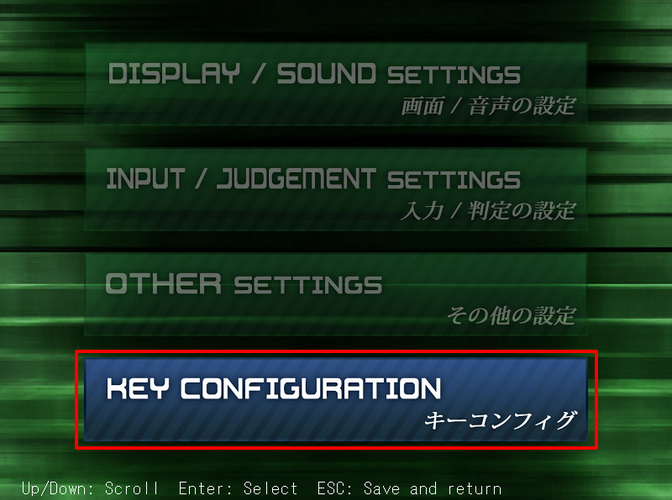 DISPLAY / SOUND SETTINGS
画面 / 音声の設定
INPUT / JUDGEMENT SETTINGS
入力 / 判定の設定
OTHER SETTINGS
その他の設定
KEY CONFIGURATION
キーコンフィグ
Up/Down: Scroll  Enter: Select  ESC: Save and return